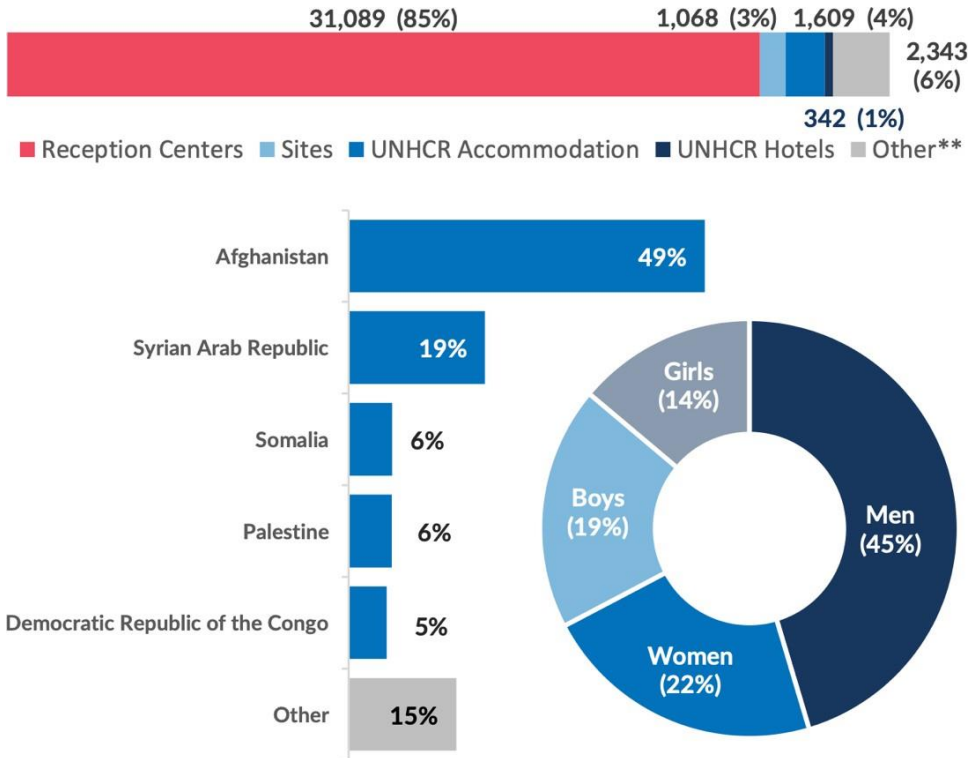 31,089 (85%) 1,068 (3%) 1,609 (4%)
2,343
(6%)
342 (1%)
Reception Centers Sites UNHCR Accommodation UNHCR Hotels Other**
Afghanistan 49%
Syrian Arab Republic 19%
Somalia 6%
Palestine 6%
Democratic Republic of the Congo 5%
Other 15%
Girls
(14%)
Boys
(19%)
Men
(45%)
Women
(22%)